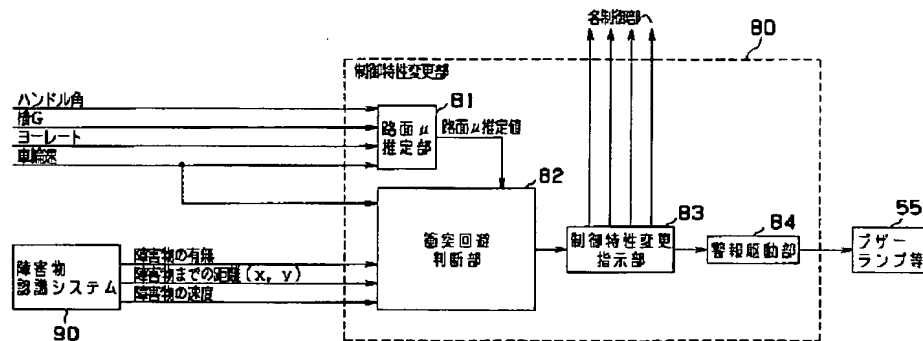 各制御部へ
80
制御特性変更部
ハンドル角
横G
ヨーレート
車輪速
81
路面μ
推定部
路面μ推定値
82
衝突回避
判断部
83
制御特性変更
指示部
84
警報駆動部
55
ブザー
ランプ等
障害物
認識システム
90
障害物の有無
障害物までの距離(x, y)
障害物の速度